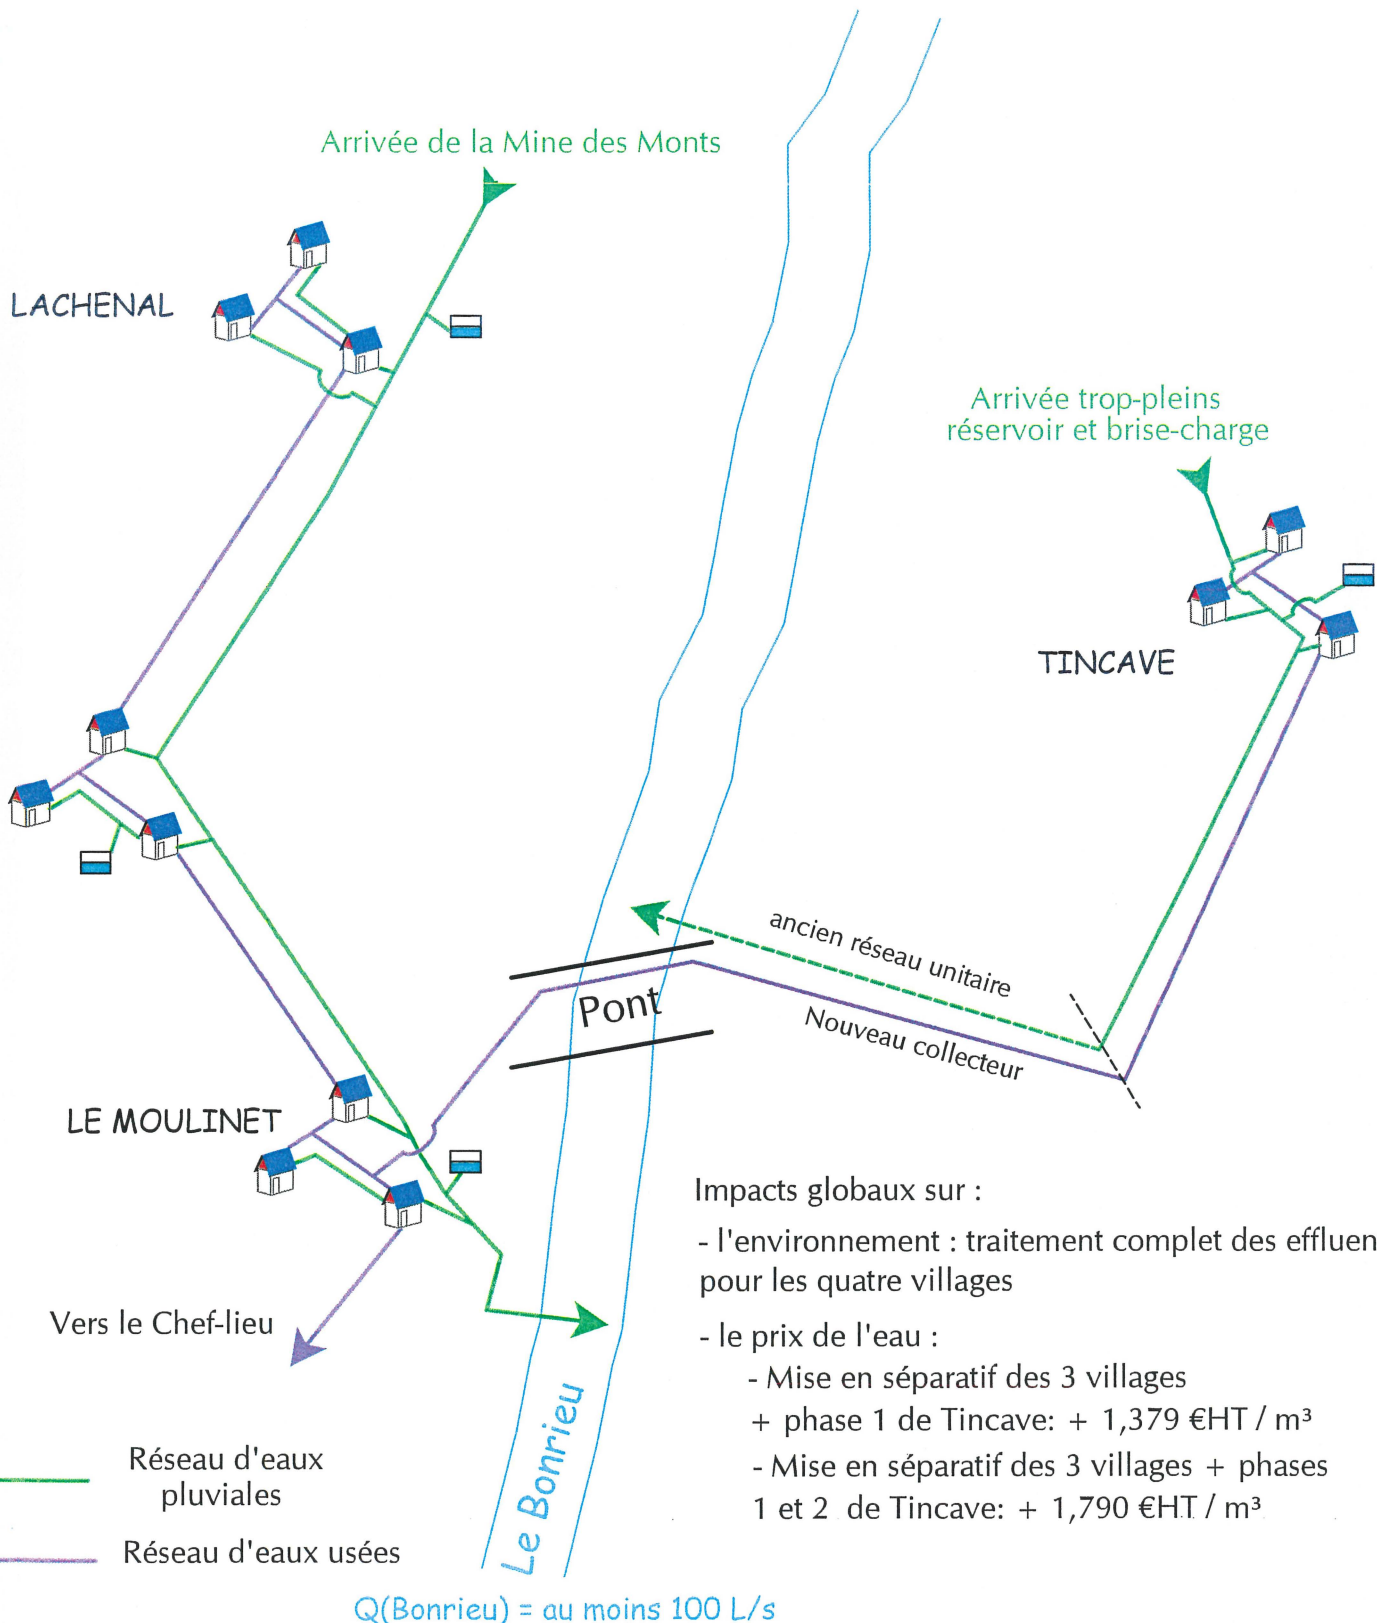 Arrivée de la Mine des Monts
LACHENAL
Arrivée trop-pleins
réservoir et brise-charge
TINCAVE
ancien réseau unitaire
Pont
Nouveau collecteur
LE MOULINET
Impacts globaux sur :
- l'environnement : traitement complet des effluen
pour les quatre villages
Vers le Chef-lieu
- le prix de l'eau :
- Mise en séparatif des 3 villages
+ phase 1 de Tincave: + 1,379 €HT / m³
- Mise en séparatif des 3 villages + phases
1 et 2 de Tincave: + 1,790 €HT / m³
Réseau d'eaux
pluviales
Réseau d'eaux usées
Le Bonrieu
Q(Bonrieu) = au moins 100 L/s